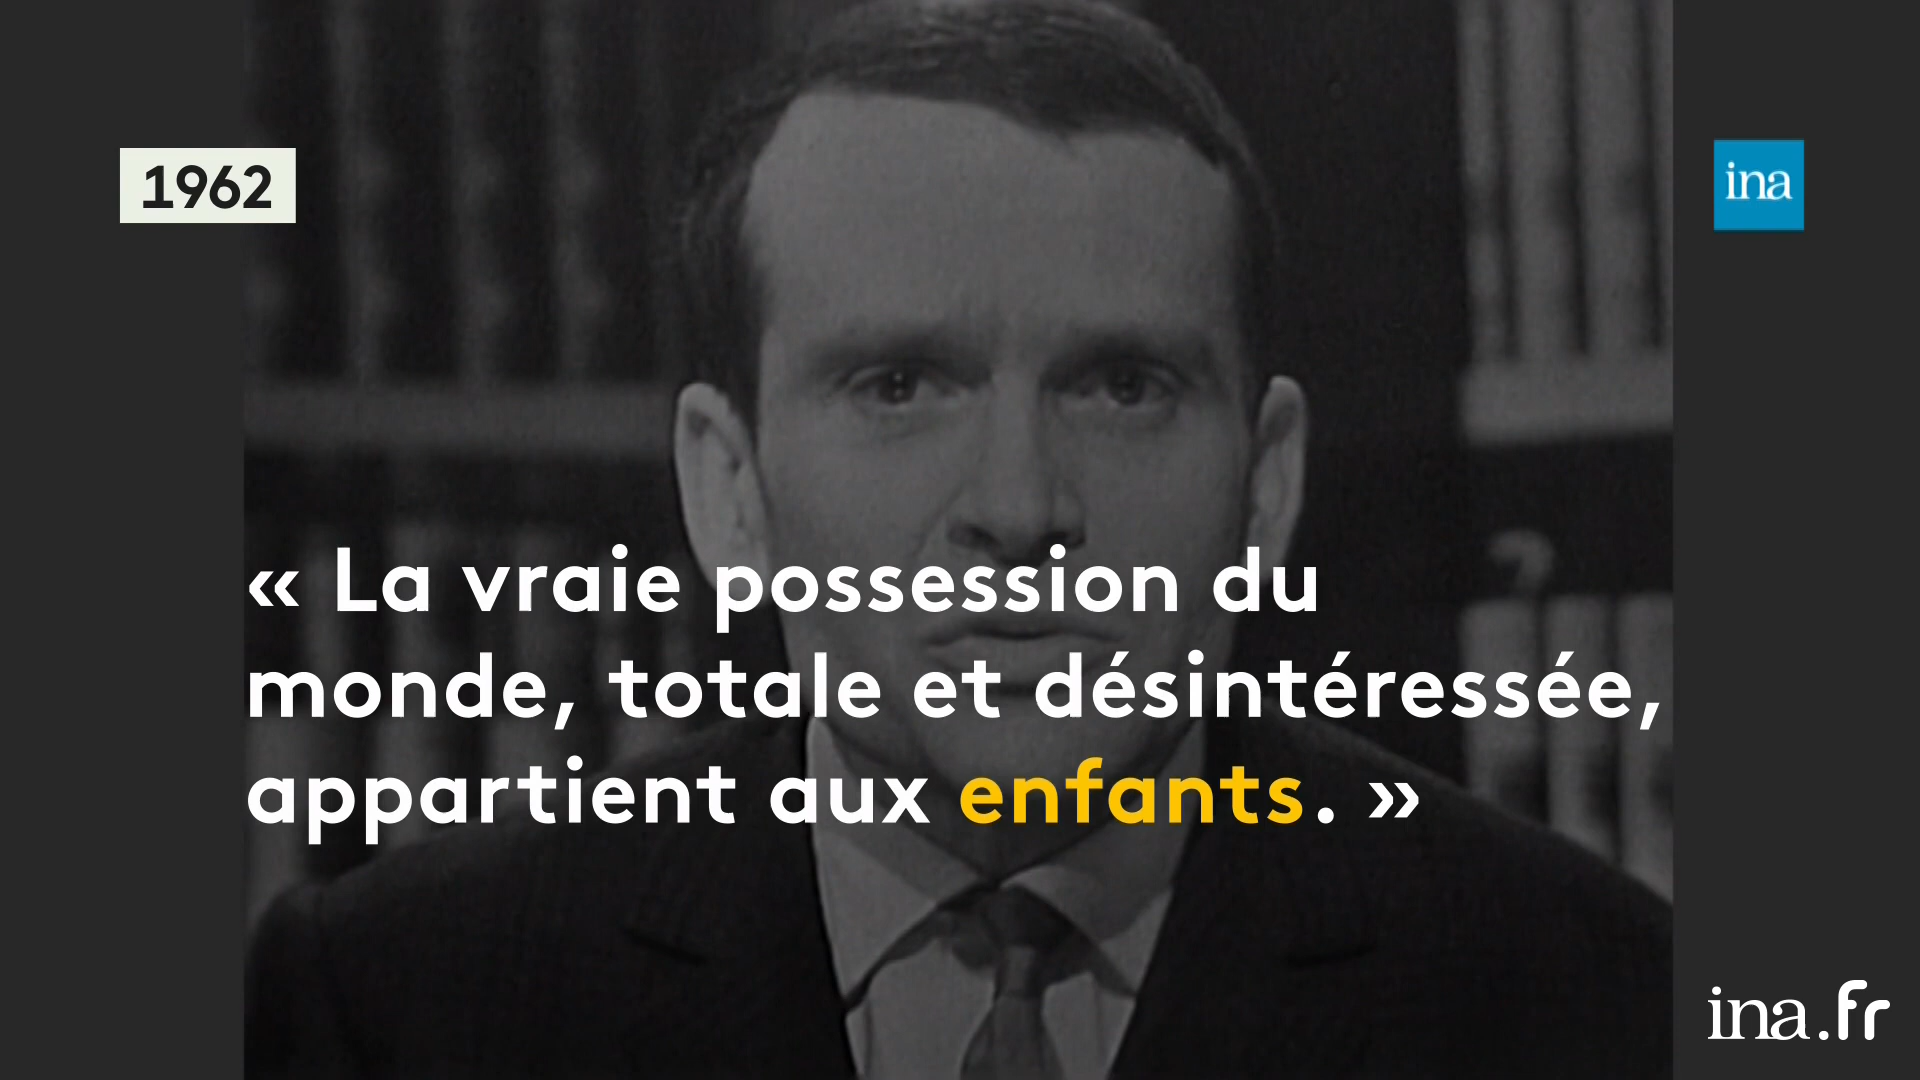 1962
ina
« La vraie possession du
monde, totale et désintéressée,
appartient aux enfants. »
ina.fr